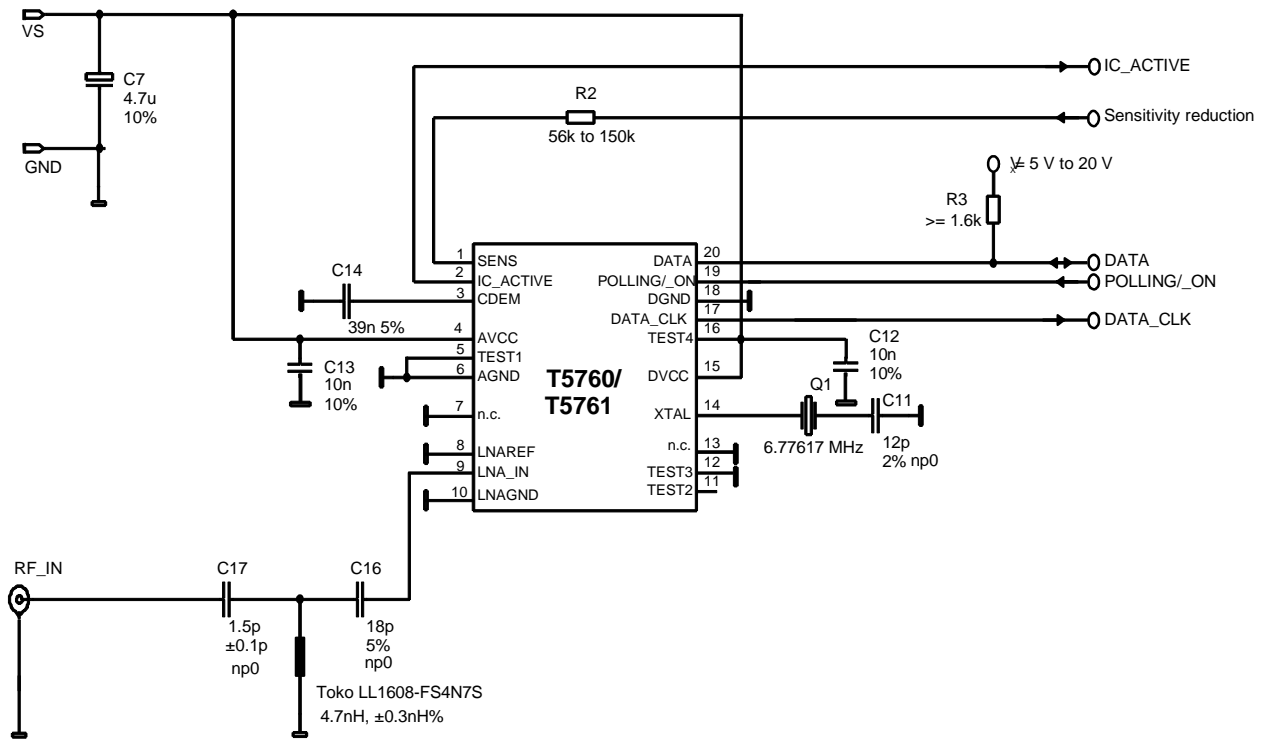 VS
C7
4.7u
10%
GND
IC_ACTIVE
R2
56k to 150k
Sensitivity reduction
Vx= 5 V to 20 V
R3
>= 1.6k
DATA
POLLING/_ON
DATA_CLK
C14
39n 5%
C13
10n
10%
1 SENS
2 IC_ACTIVE
3 CDEM
4 AVCC
5 TEST1
6 AGND
7 n.c.
8 LNAREF
9 LNA_IN
10 LNAGND
T5760/
T5761
DATA 20
POLLING/_ON 19
DGND 18
DATA_CLK 17
TEST4 16
DVCC 15
XTAL 14
n.c. 13
TEST3 12
TEST2 11
C12
10n
10%
Q1
6.77617 MHz
C11
12p
2% np0
RF_IN
C17
1.5p
±0.1p
np0
C16
18p
5%
np0
Toko LL1608-FS4N7S
4.7nH, ±0.3nH%